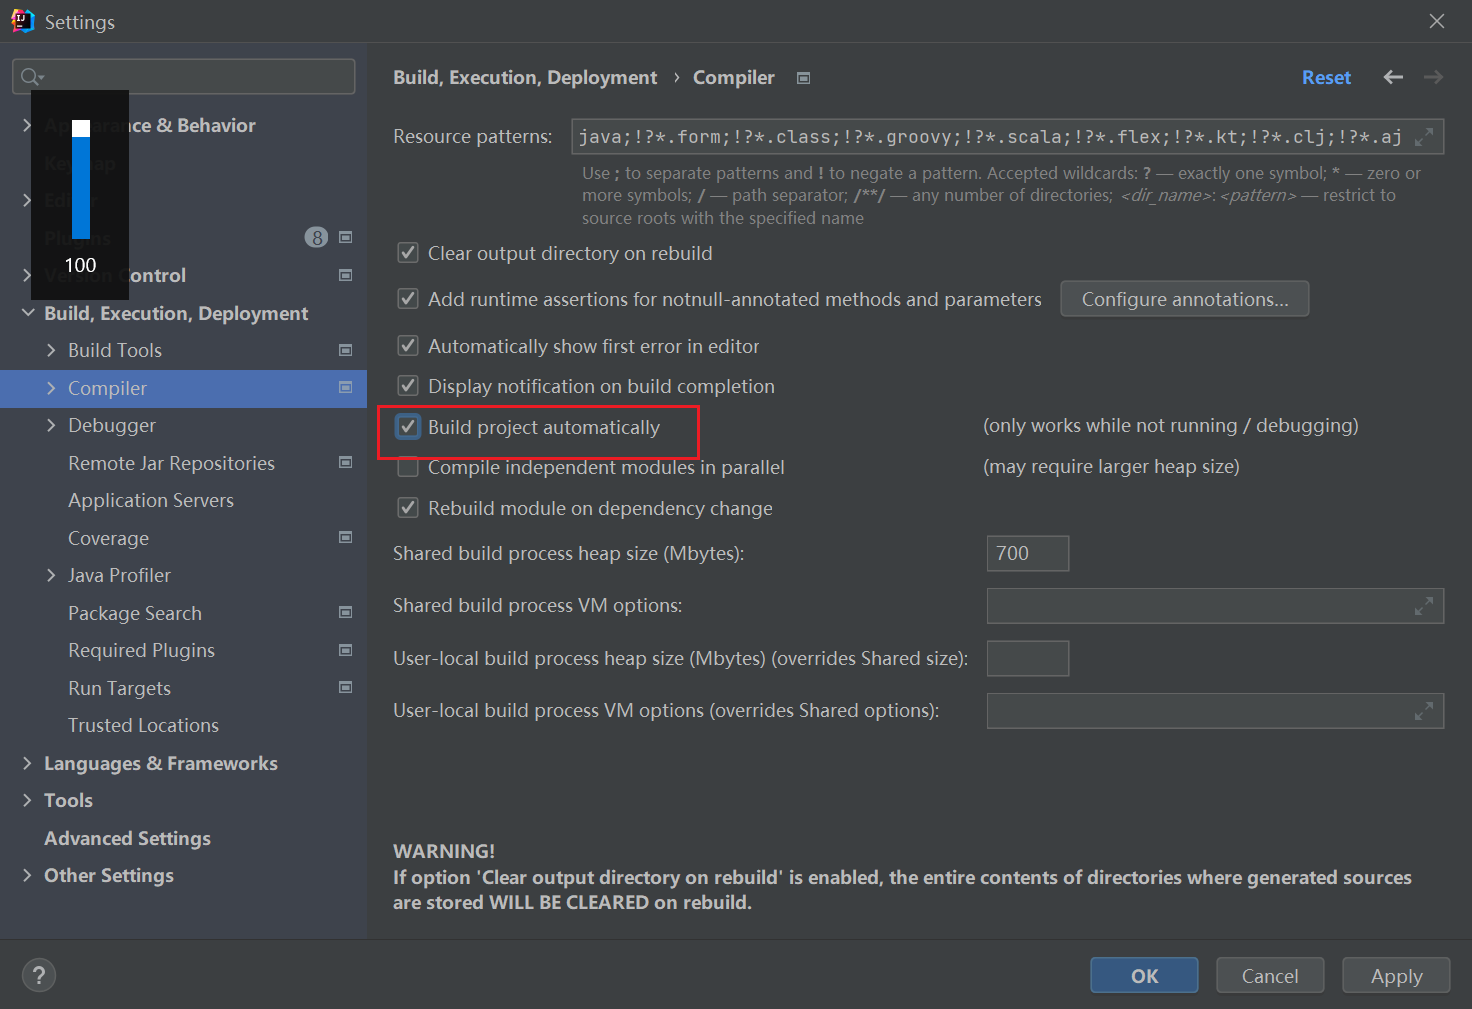 Settings
Appearance & Behavior
Keymap
Editor
Plugins 8
Version Control
Build, Execution, Deployment
Build Tools
Compiler
Debugger
Remote Jar Repositories
Application Servers
Coverage
Java Profiler
Package Search
Required Plugins
Run Targets
Trusted Locations
Languages & Frameworks
Tools
Advanced Settings
Other Settings
100
Build, Execution, Deployment › Compiler
Reset
Resource patterns: java;!?*.form;!?*.class;!?*.groovy;!?*.scala;!?*.flex;!?*.kt;!?*.clj;!?*.aj
Use ; to separate patterns and ! to negate a pattern. Accepted wildcards: ? — exactly one symbol; * — zero or
more symbols; / — path separator; /**/ — any number of directories; <dir_name>: <pattern> — restrict to
source roots with the specified name
Clear output directory on rebuild
Add runtime assertions for notnull-annotated methods and parameters Configure annotations...
Automatically show first error in editor
Display notification on build completion
Build project automatically (only works while not running / debugging)
Compile independent modules in parallel (may require larger heap size)
Rebuild module on dependency change
Shared build process heap size (Mbytes): 700
Shared build process VM options:
User-local build process heap size (Mbytes) (overrides Shared size):
User-local build process VM options (overrides Shared options):
WARNING!
If option 'Clear output directory on rebuild' is enabled, the entire contents of directories where generated sources
are stored WILL BE CLEARED on rebuild.
?
OK Cancel Apply